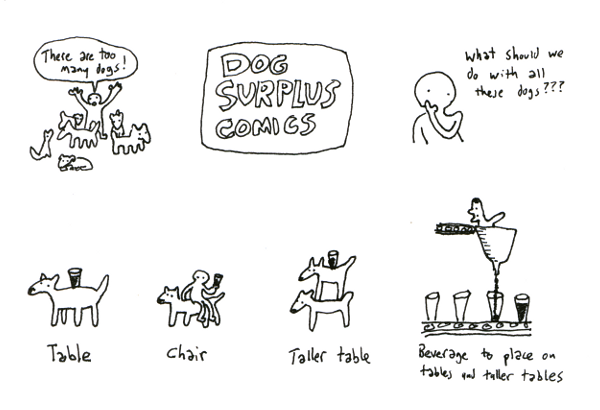 There are too
many dogs!
DOG
SURPLUS
COMICS
What should we
do with all
these dogs???
Table
Chair
Taller table
Beverage to place on
tables and taller tables